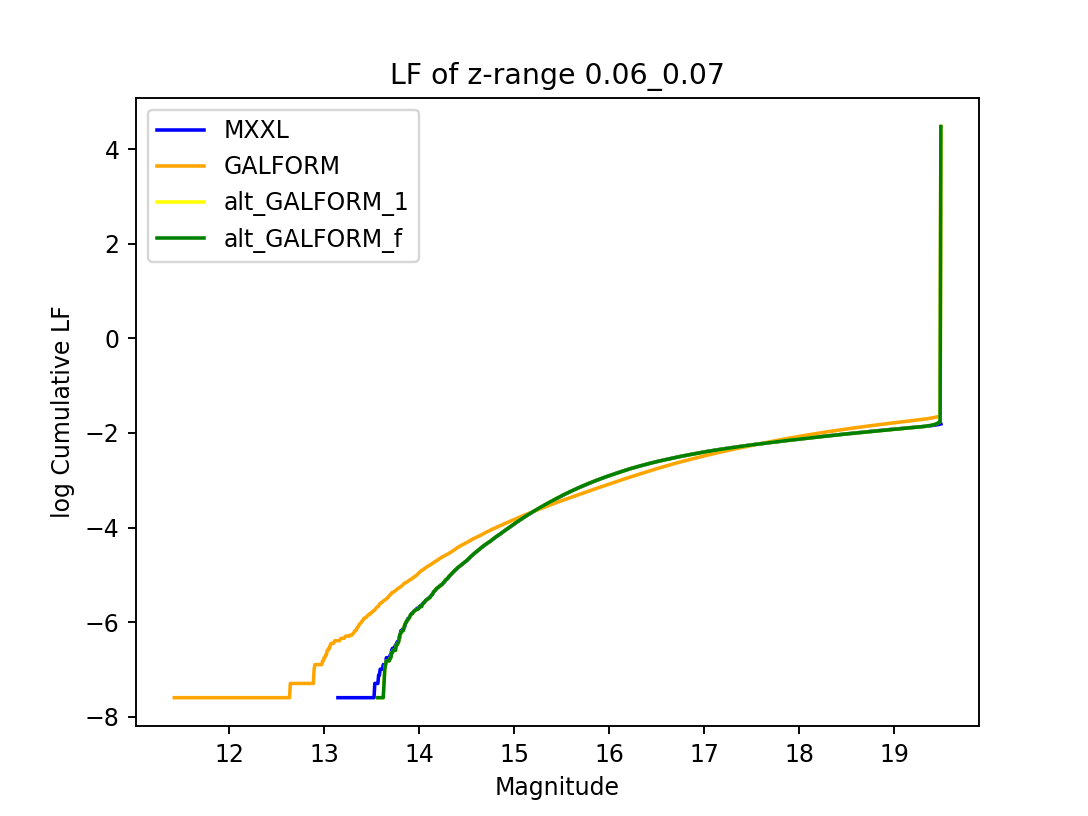 LF of z-range 0.06_0.07
MXXL
GALFORM
alt_GALFORM_1
alt_GALFORM_f
4
2
0
−2
−4
−6
−8
log Cumulative LF
12 13 14 15 16 17 18 19
Magnitude